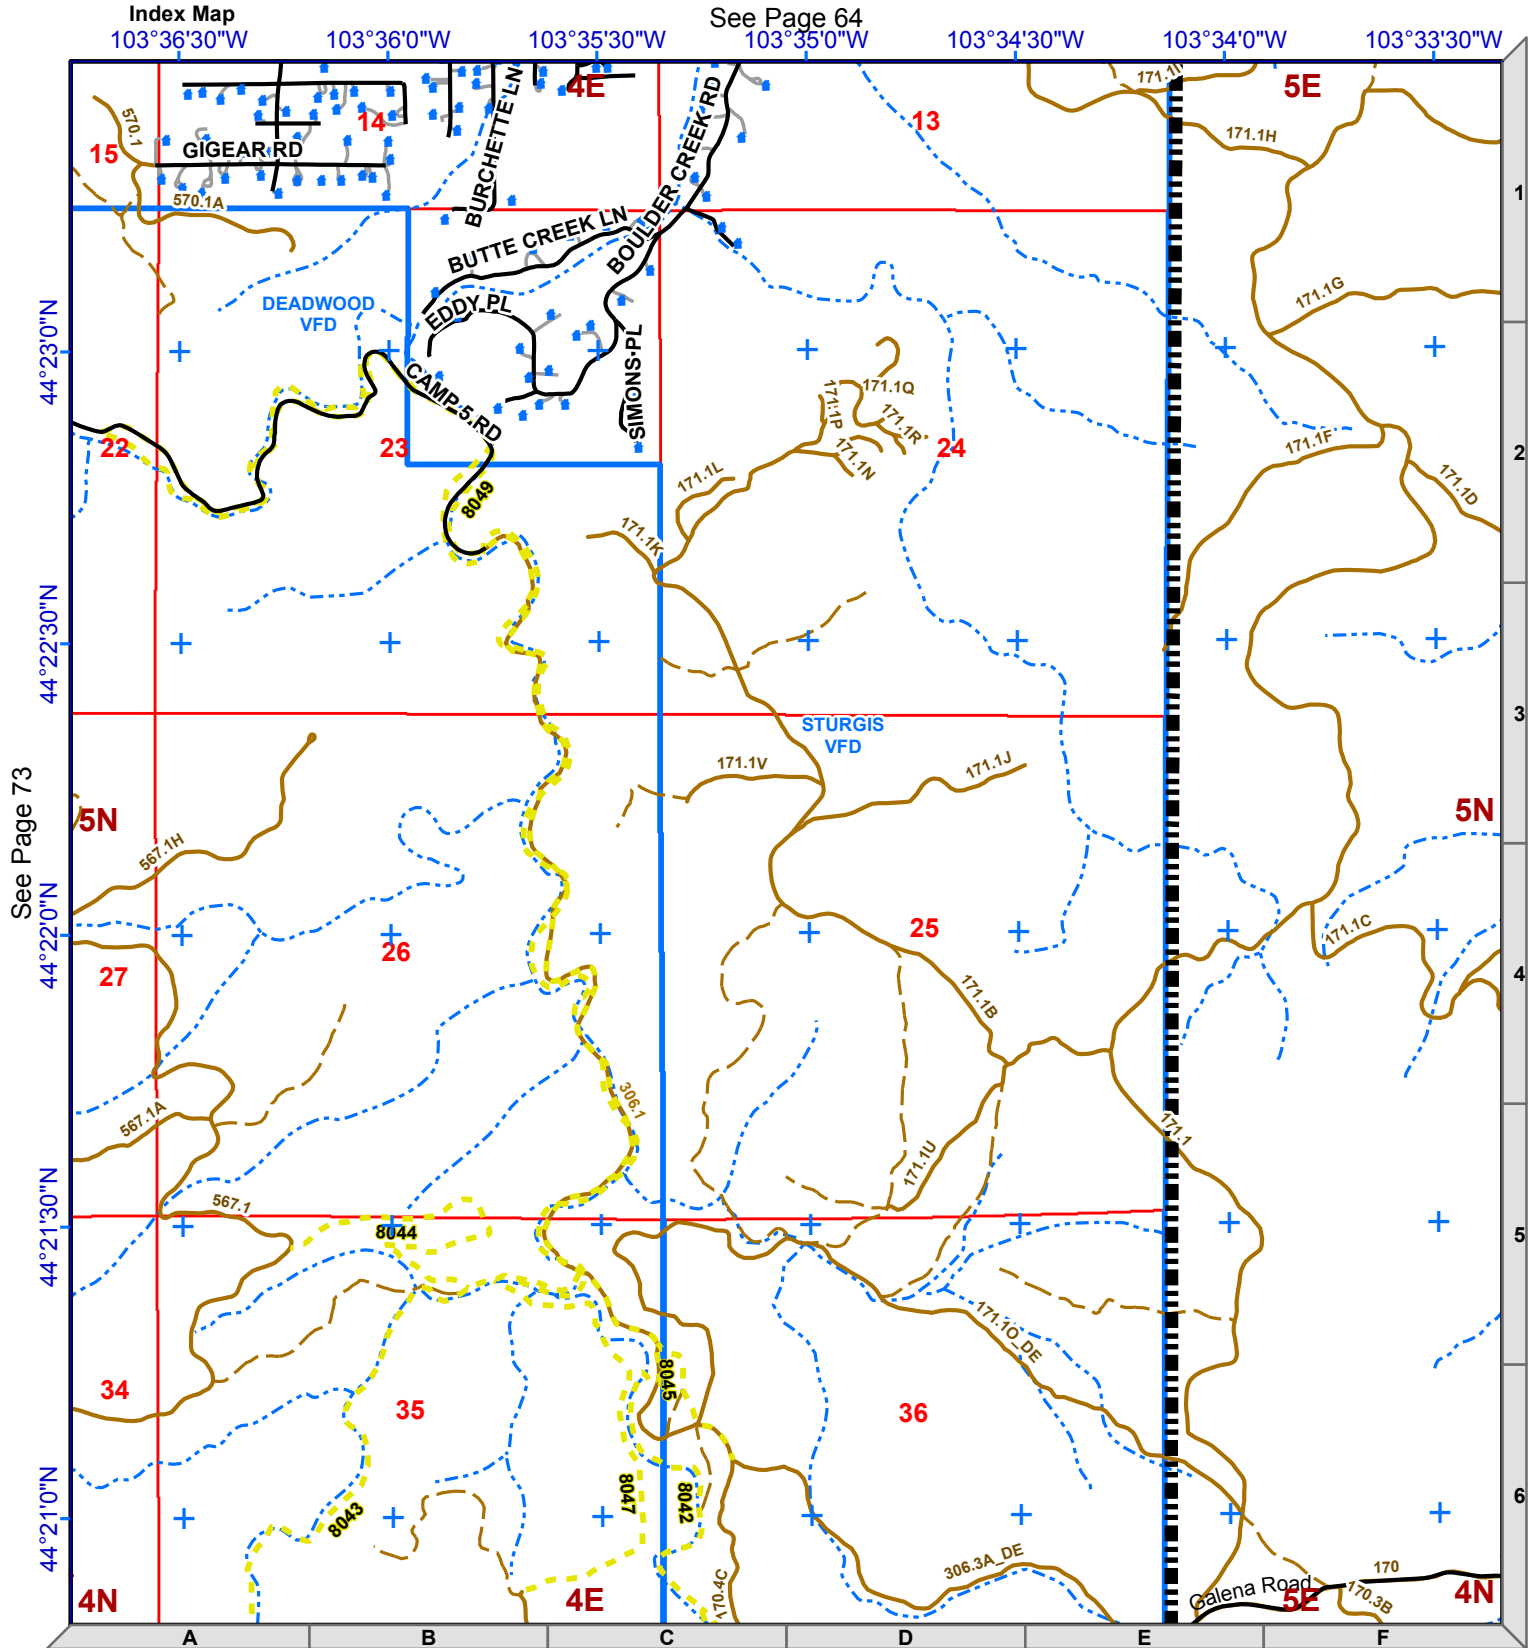 Index Map
See Page 64
103°36'30"W
103°36'0"W
103°35'30"W
103°35'0"W
103°34'30"W
103°34'0"W
103°33'30"W
4E
5E
171.1I
570.1
14
13
15
GIGEAR RD
BURCHETTE LN
BOULDER CREEK RD
171.1H
1
570.1A
BUTTE CREEK LN
DEADWOOD
VFD
EDDY PL
171.1G
44°23'0"N
SIMONS PL
CAMP 5 RD
171.1Q
171.1P
171.1R
171.1N
22
23
24
171.1F
2
171.1L
171.1D
8049
171.1K
44°22'30"N
STURGIS
VFD
3
171.1V
171.1J
See Page 73
5N
5N
567.1H
44°22'0"N
26
25
171.1C
27
4
171.1B
306.1
567.1A
171.1
171.1U
567.1
44°21'30"N
8044
5
171.1O_DE
8045
34
35
36
44°21'0"N
8047
8042
6
8043
306.3A_DE
170
4N
4E
170.4C
Galena Road
5E
170.3B
4N
A
B
C
D
E
F